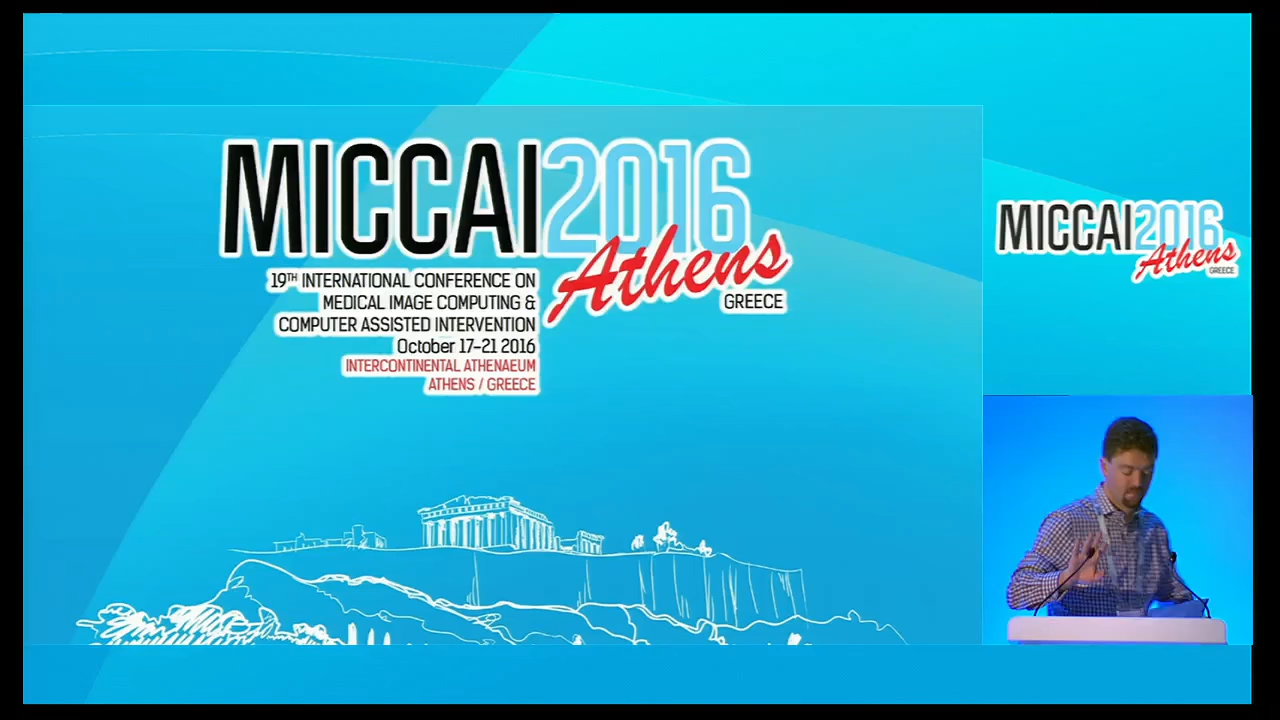 MICCAI2016
Athens
GREECE
19TH INTERNATIONAL CONFERENCE ON
MEDICAL IMAGE COMPUTING &
COMPUTER ASSISTED INTERVENTION
October 17-21 2016
INTERCONTINENTAL ATHENAEUM
ATHENS / GREECE
MICCAI2016
Athens
GREECE